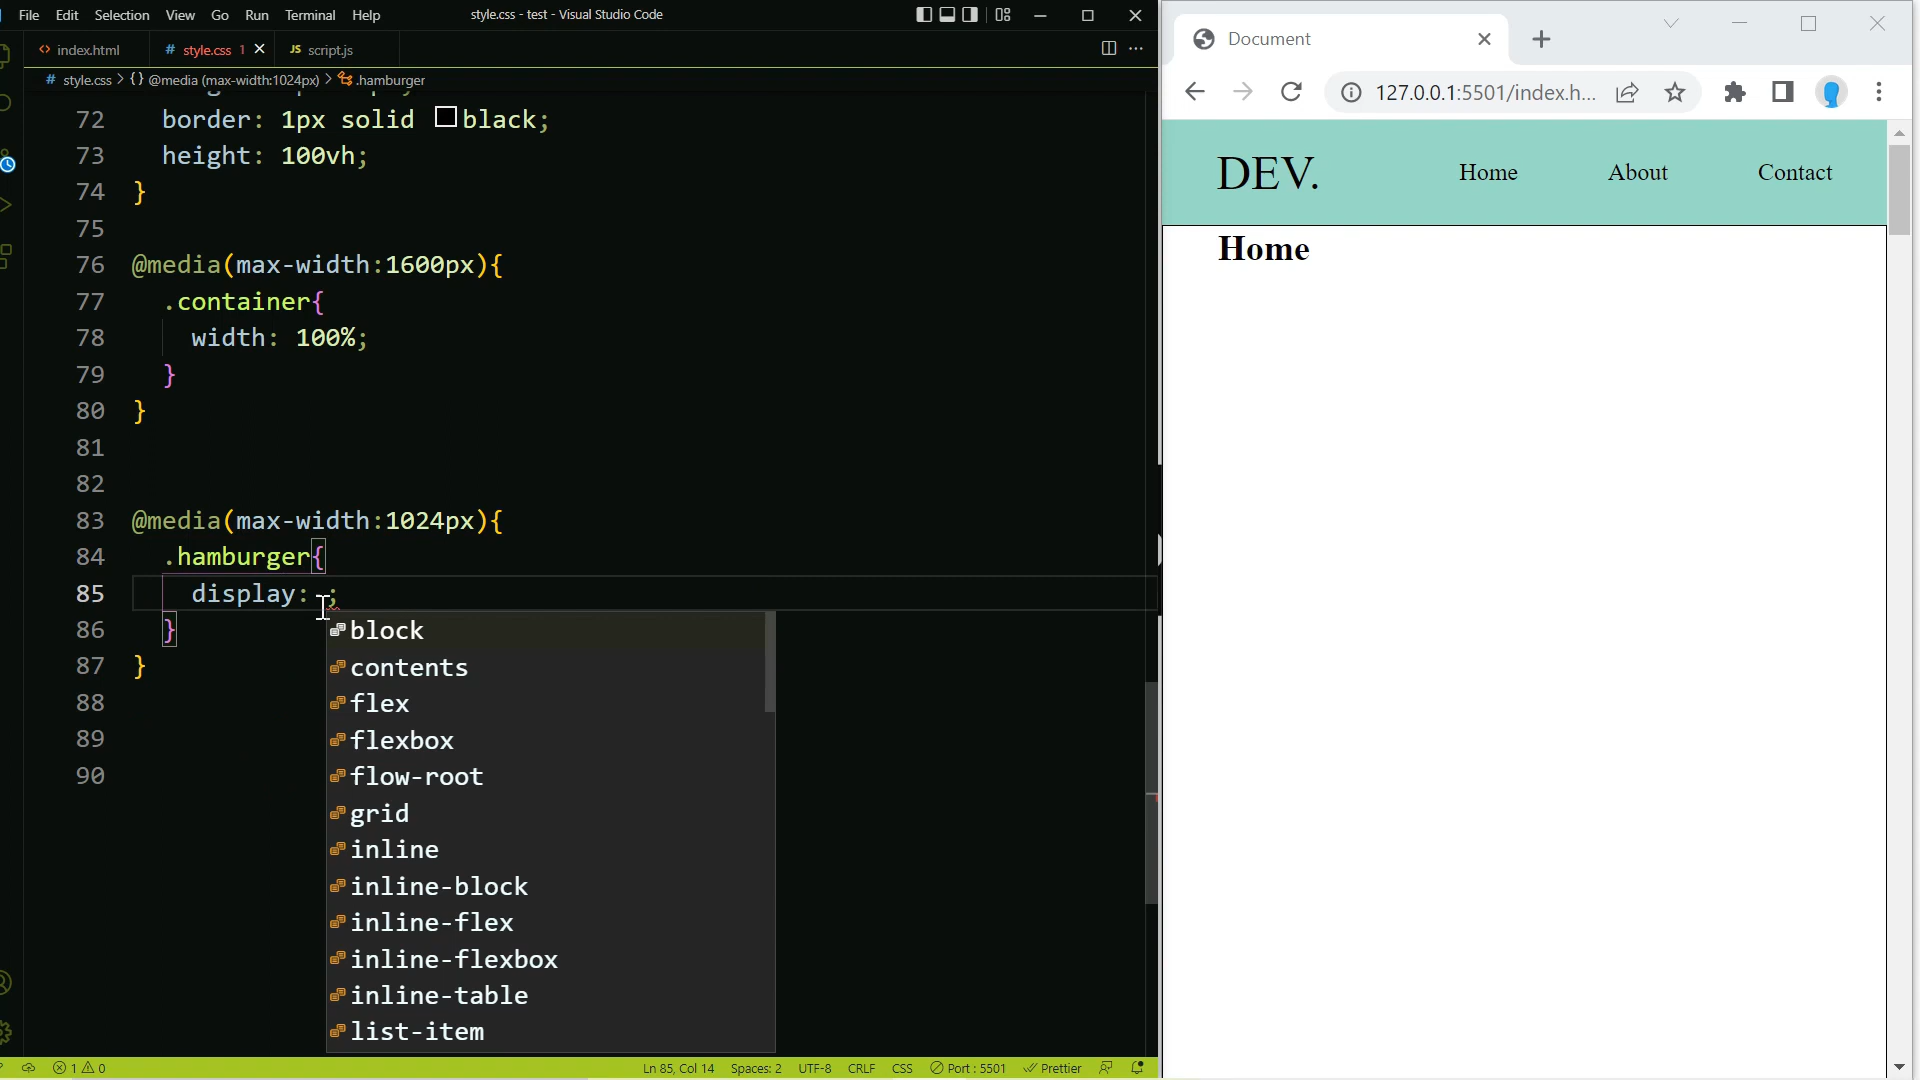 File Edit Selection View Go Run Terminal Help style.css - test - Visual Studio Code
index.html # style.css 1 JS script.js
# style.css > {} @media (max-width:1024px) > .hamburger
72 border: 1px solid black;
73 height: 100vh;
74 }
75
76 @media(max-width:1600px){
77 .container{
78 width: 100%;
79 }
80 }
81
82
83 @media(max-width:1024px){
84 .hamburger{
85 display: ;
86 }
87 }
88
89
90
block
contents
flex
flexbox
flow-root
grid
inline
inline-block
inline-flex
inline-flexbox
inline-table
list-item
1 0 Ln 85, Col 14 Spaces: 2 UTF-8 CRLF CSS Port : 5501 Prettier
Document
127.0.0.1:5501/index.h...
DEV. Home About Contact
Home